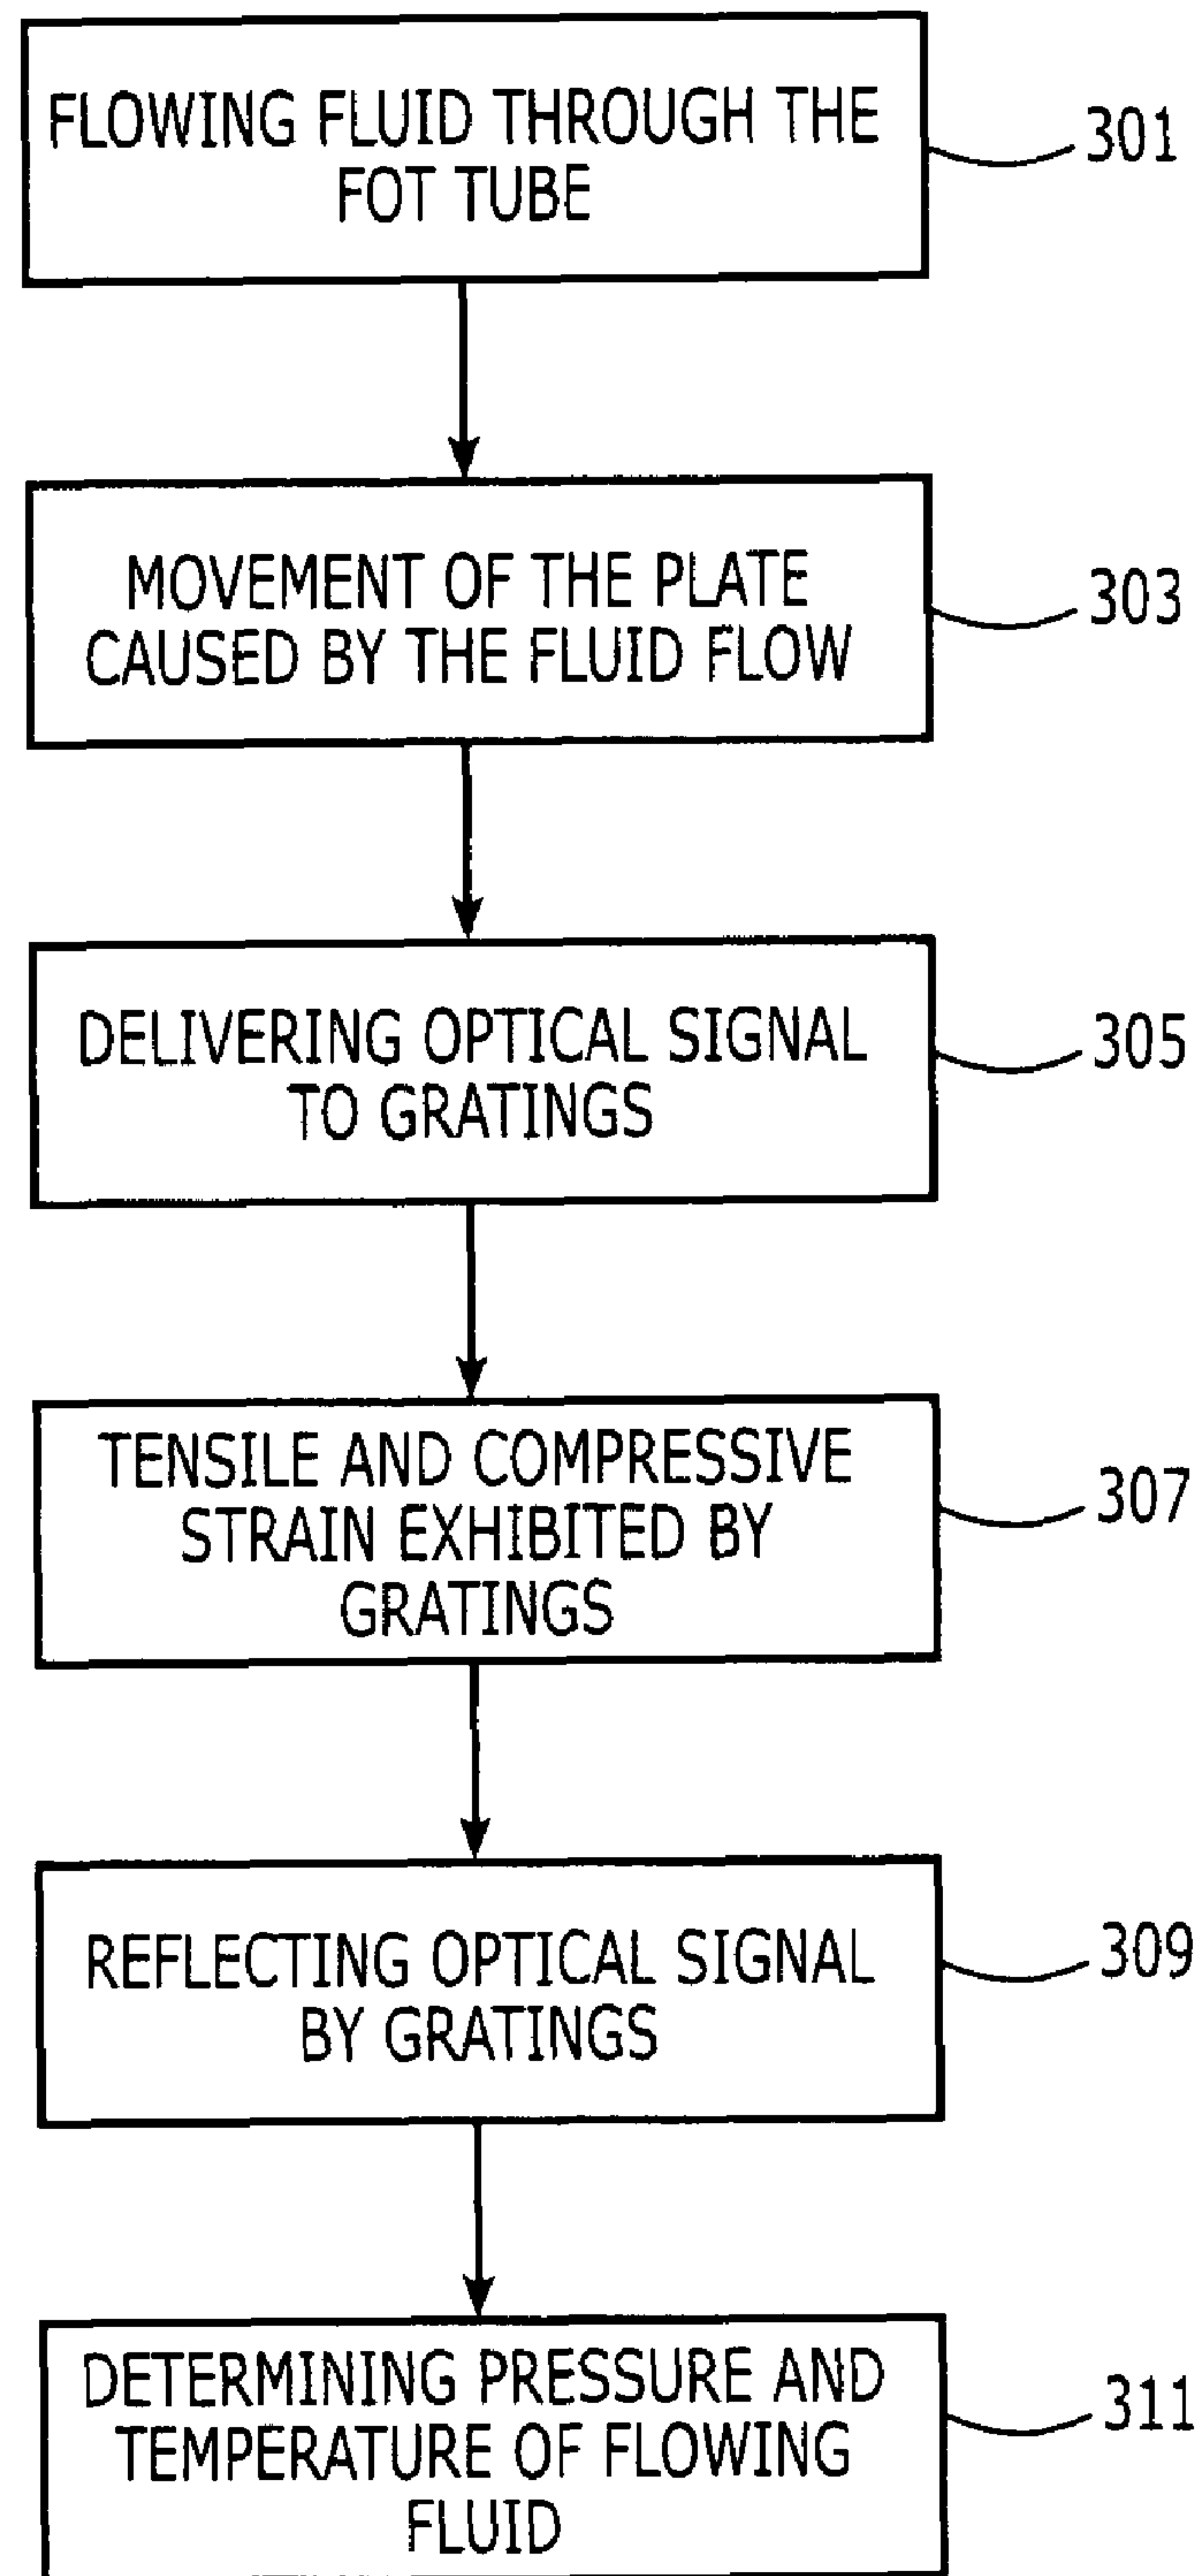 FLOWING FLUID THROUGH THE
FOT TUBE
301
MOVEMENT OF THE PLATE
CAUSED BY THE FLUID FLOW
303
DELIVERING OPTICAL SIGNAL
TO GRATINGS
305
TENSILE AND COMPRESSIVE
STRAIN EXHIBITED BY
GRATINGS
307
REFLECTING OPTICAL SIGNAL
BY GRATINGS
309
DETERMINING PRESSURE AND
TEMPERATURE OF FLOWING
FLUID
311